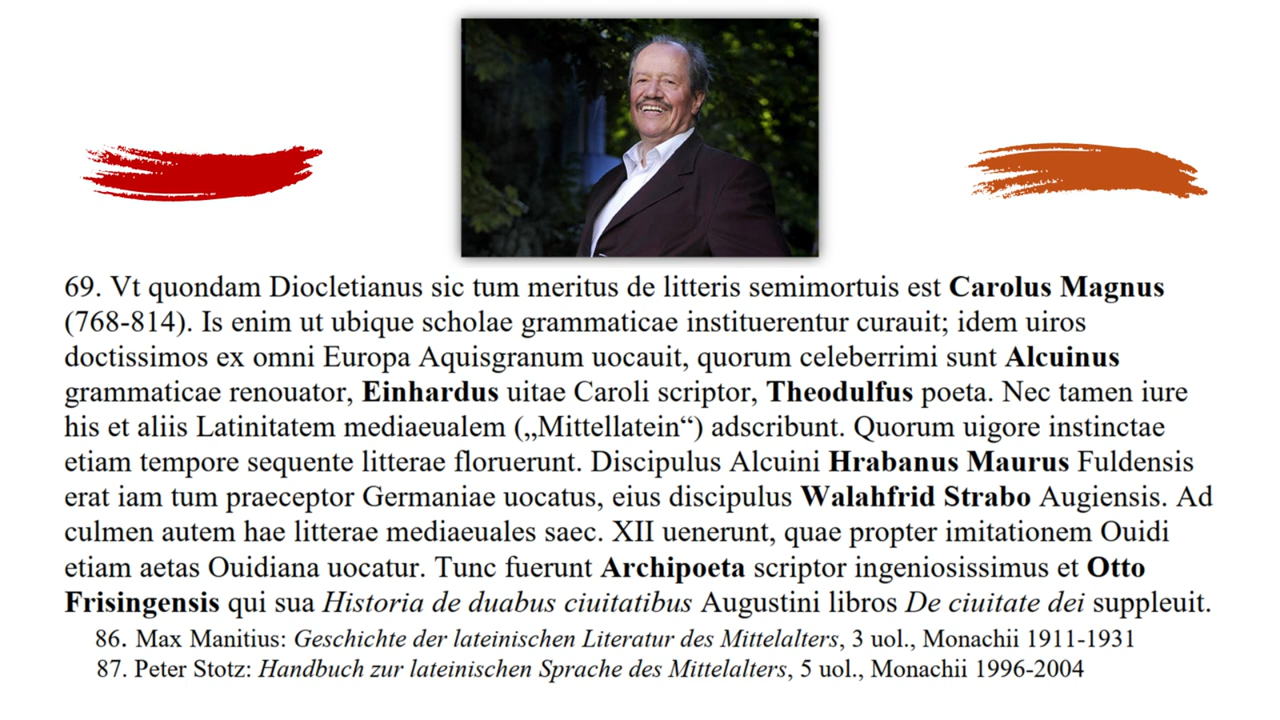 69. Vt quondam Diocletianus sic tum meritus de litteris semimortuis est Carolus Magnus
(768-814). Is enim ut ubique scholae grammaticae instituerentur curauit; idem uiros
doctissimos ex omni Europa Aquisgranum uocauit, quorum celeberrimi sunt Alcuinus
grammaticae renouator, Einhardus uitae Caroli scriptor, Theodulfus poeta. Nec tamen iure
his et aliis Latinitatem mediaeualem („Mittellatein“) adscribunt. Quorum uigore instinctae
etiam tempore sequente litterae floruerunt. Discipulus Alcuini Hrabanus Maurus Fuldensis
erat iam tum praeceptor Germaniae uocatus, eius discipulus Walahfrid Strabo Augiensis. Ad
culmen autem hae litterae mediaeuales saec. XII uenerunt, quae propter imitationem Ouidi
etiam aetas Ouidiana uocatur. Tunc fuerunt Archipoeta scriptor ingeniosissimus et Otto
Frisingensis qui sua Historia de duabus ciuitatibus Augustini libros De ciuitate dei suppleuit.
86. Max Manitius: Geschichte der lateinischen Literatur des Mittelalters, 3 uol., Monachii 1911-1931
87. Peter Stotz: Handbuch zur lateinischen Sprache des Mittelalters, 5 uol., Monachii 1996-2004